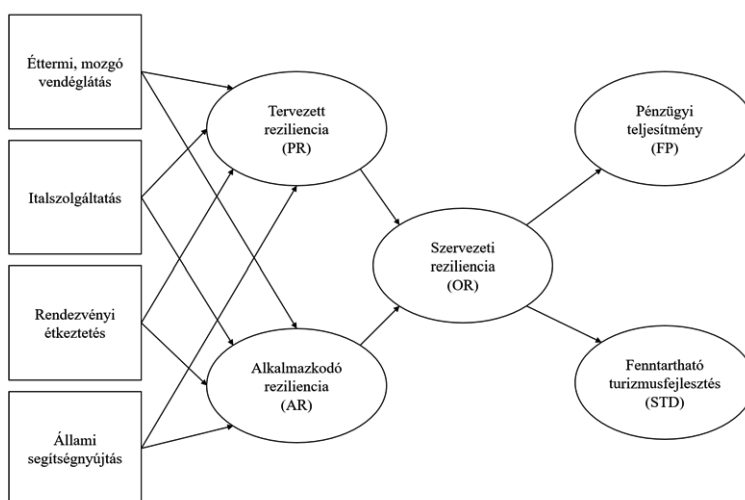 Éttermi, mozgó
vendéglátás
Italszolgáltatás
Rendezvényi
étkeztetés
Állami
segítségnyújtás
Tervezett
reziliencia
(PR)
Alkalmazkodó
reziliencia
(AR)
Szervezeti
reziliencia
(OR)
Pénzügyi
teljesítmény
(FP)
Fenntartható
turizmusfejlesztés
(STD)